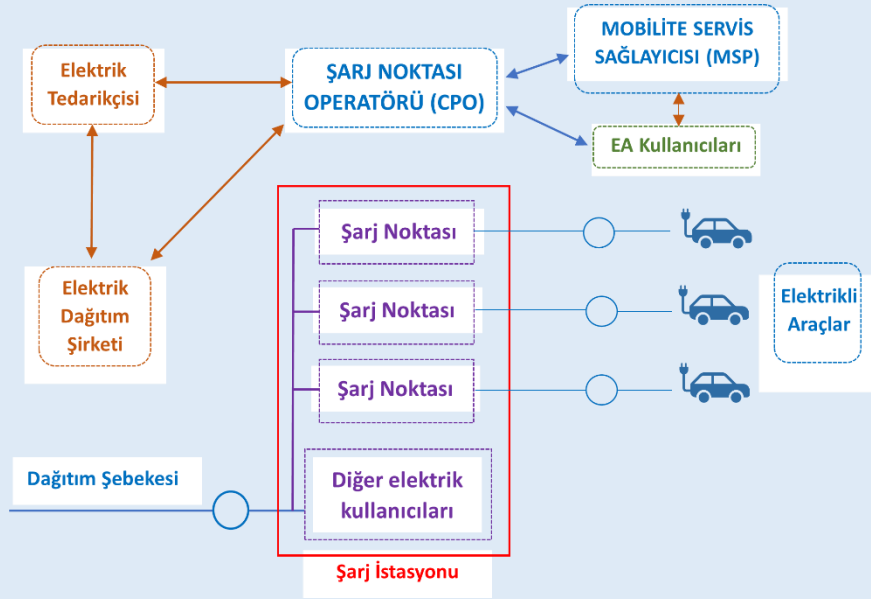 MOBİLİTE SERVİS
SAĞLAYICISI (MSP)
Elektrik
Tedarikçisi
ŞARJ NOKTASI
OPERATÖRÜ (CPO)
EA Kullanıcıları
Şarj Noktası
Elektrik
Dağıtım
Şirketi
Şarj Noktası
Elektrikli
Araçlar
Şarj Noktası
Dağıtım Şebekesi
Diğer elektrik
kullanıcıları
Şarj İstasyonu